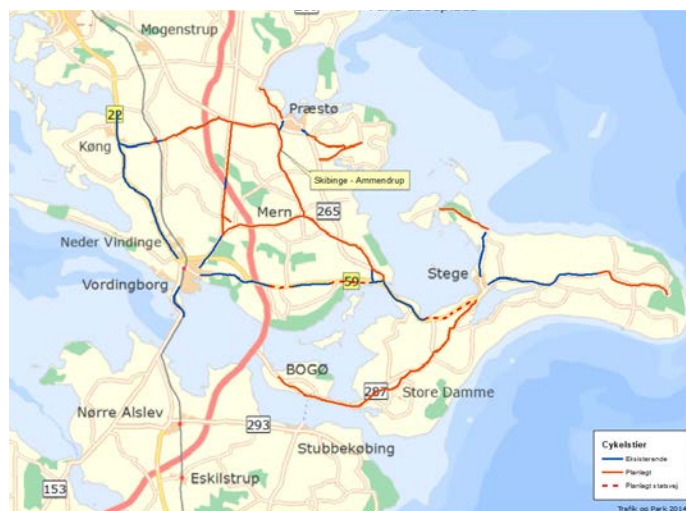 Mogenstrup
22
Præstø
Køng
Skibinge - Ammendrup
Mern
265
Neder Vindinge
Stege
Vordingborg
59
BOGØ
287
Store Damme
Nørre Alslev
293
Stubbekøbing
Eskilstrup
153
Cykelstier
Eksisterende
Planlagt
Planlagt statsvej
Trafik og Park 2014